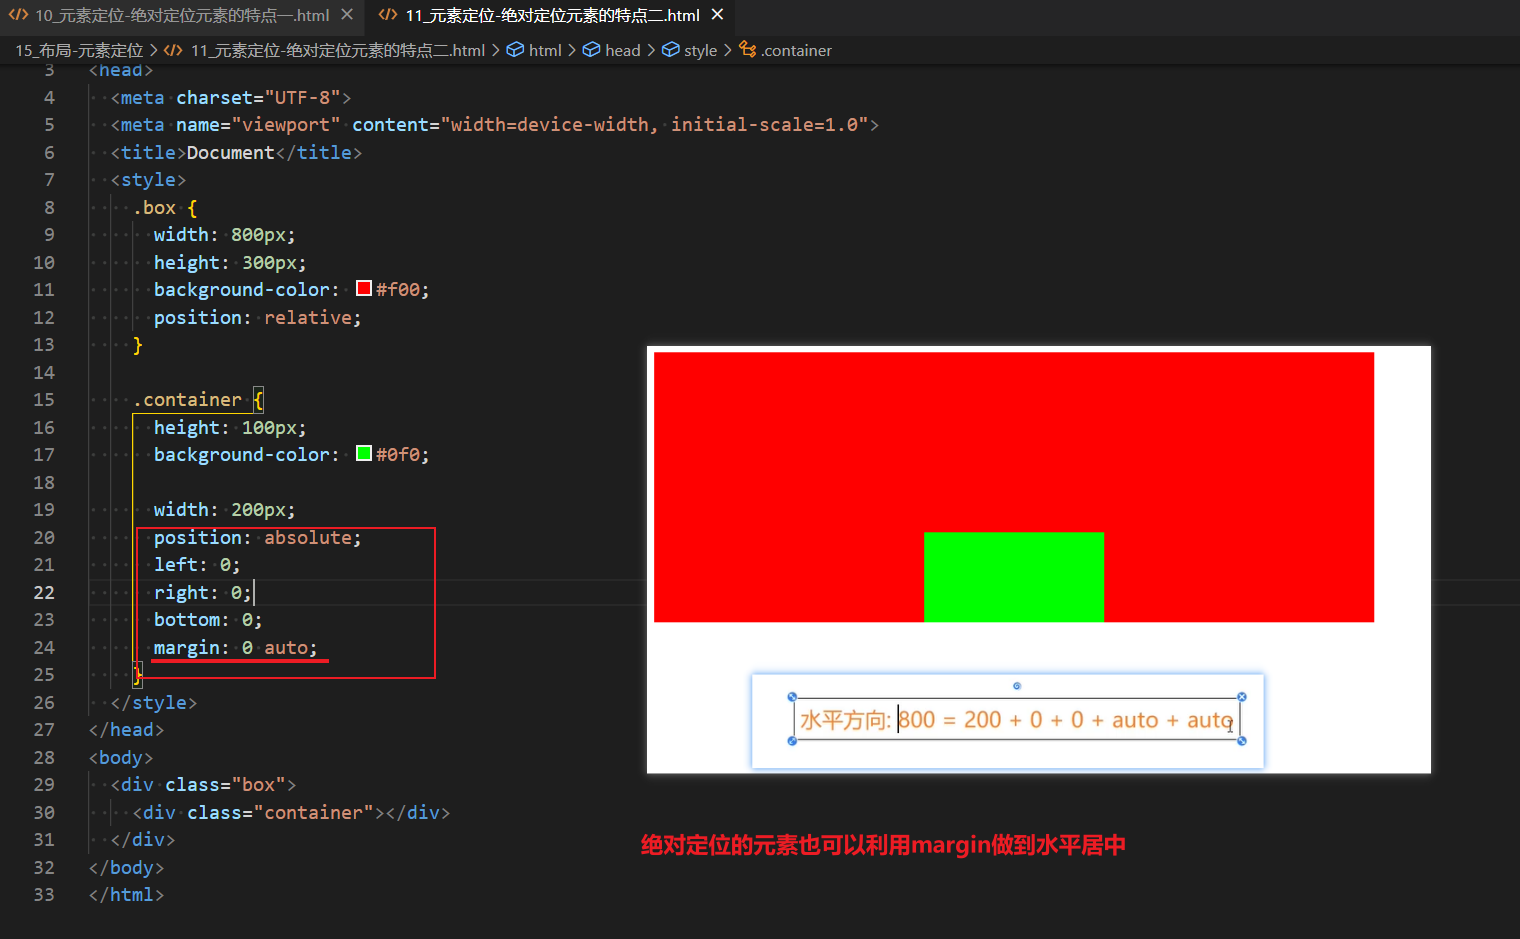 10_元素定位-绝对定位元素的特点一.html
11_元素定位-绝对定位元素的特点二.html
15_布局-元素定位 > 11_元素定位-绝对定位元素的特点二.html > html > head > style > .container
3 <head>
4 <meta charset="UTF-8">
5 <meta name="viewport" content="width=device-width, initial-scale=1.0">
6 <title>Document</title>
7 <style>
8 .box {
9 width: 800px;
10 height: 300px;
11 background-color: #f00;
12 position: relative;
13 }
14
15 .container {
16 height: 100px;
17 background-color: #0f0;
18
19 width: 200px;
20 position: absolute;
21 left: 0;
22 right: 0;
23 bottom: 0;
24 margin: 0 auto;
25 }
26 </style>
27 </head>
28 <body>
29 <div class="box">
30 <div class="container"></div>
31 </div>
32 </body>
33 </html>
水平方向: 800 = 200 + 0 + 0 + auto + auto
绝对定位的元素也可以利用margin做到水平居中